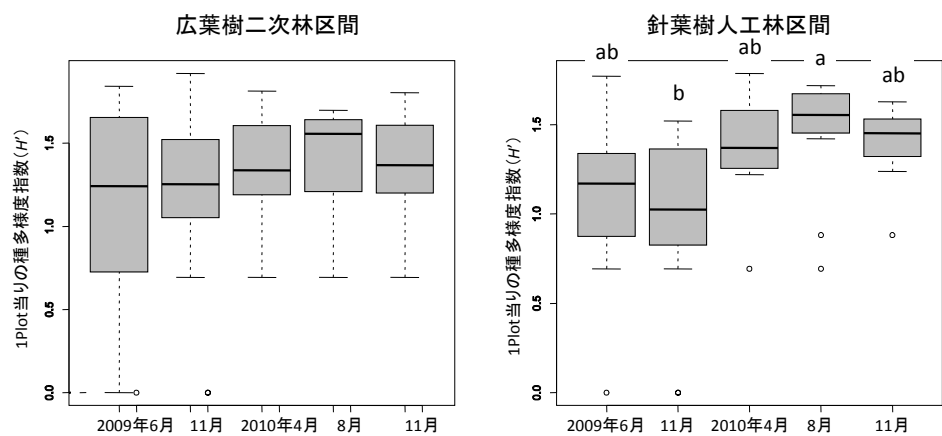 広葉樹二次林区間
針葉樹人工林区間
1Plot当りの種多様度指数(H')
0.0
0.5
1.0
1.5
2009年6月
11月
2010年4月
8月
11月
1Plot当りの種多様度指数(H')
0.0
0.5
1.0
1.5
ab
b
ab
a
ab
2009年6月
11月
2010年4月
8月
11月